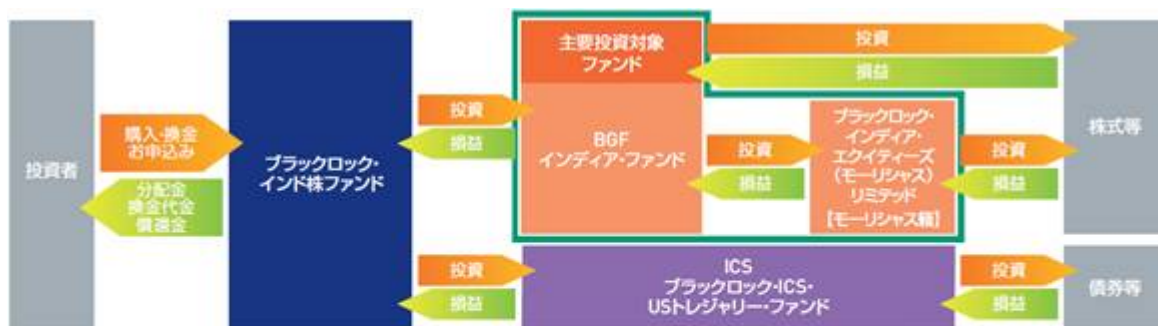 投資者
購入・換金
お申込み
分配金
換金代金
償還金
ブラックロック・
インド株ファンド
投資
損益
主要投資対象
ファンド
BGF
インディア・ファンド
投資
損益
投資
損益
ブラックロック・
インディア・
エクイティーズ
(モーリシャス)
リミテッド
【モーリシャス籍】
投資
損益
株式等
投資
損益
ICS
ブラックロック・ICS・
USトレジャリー・ファンド
投資
損益
債券等